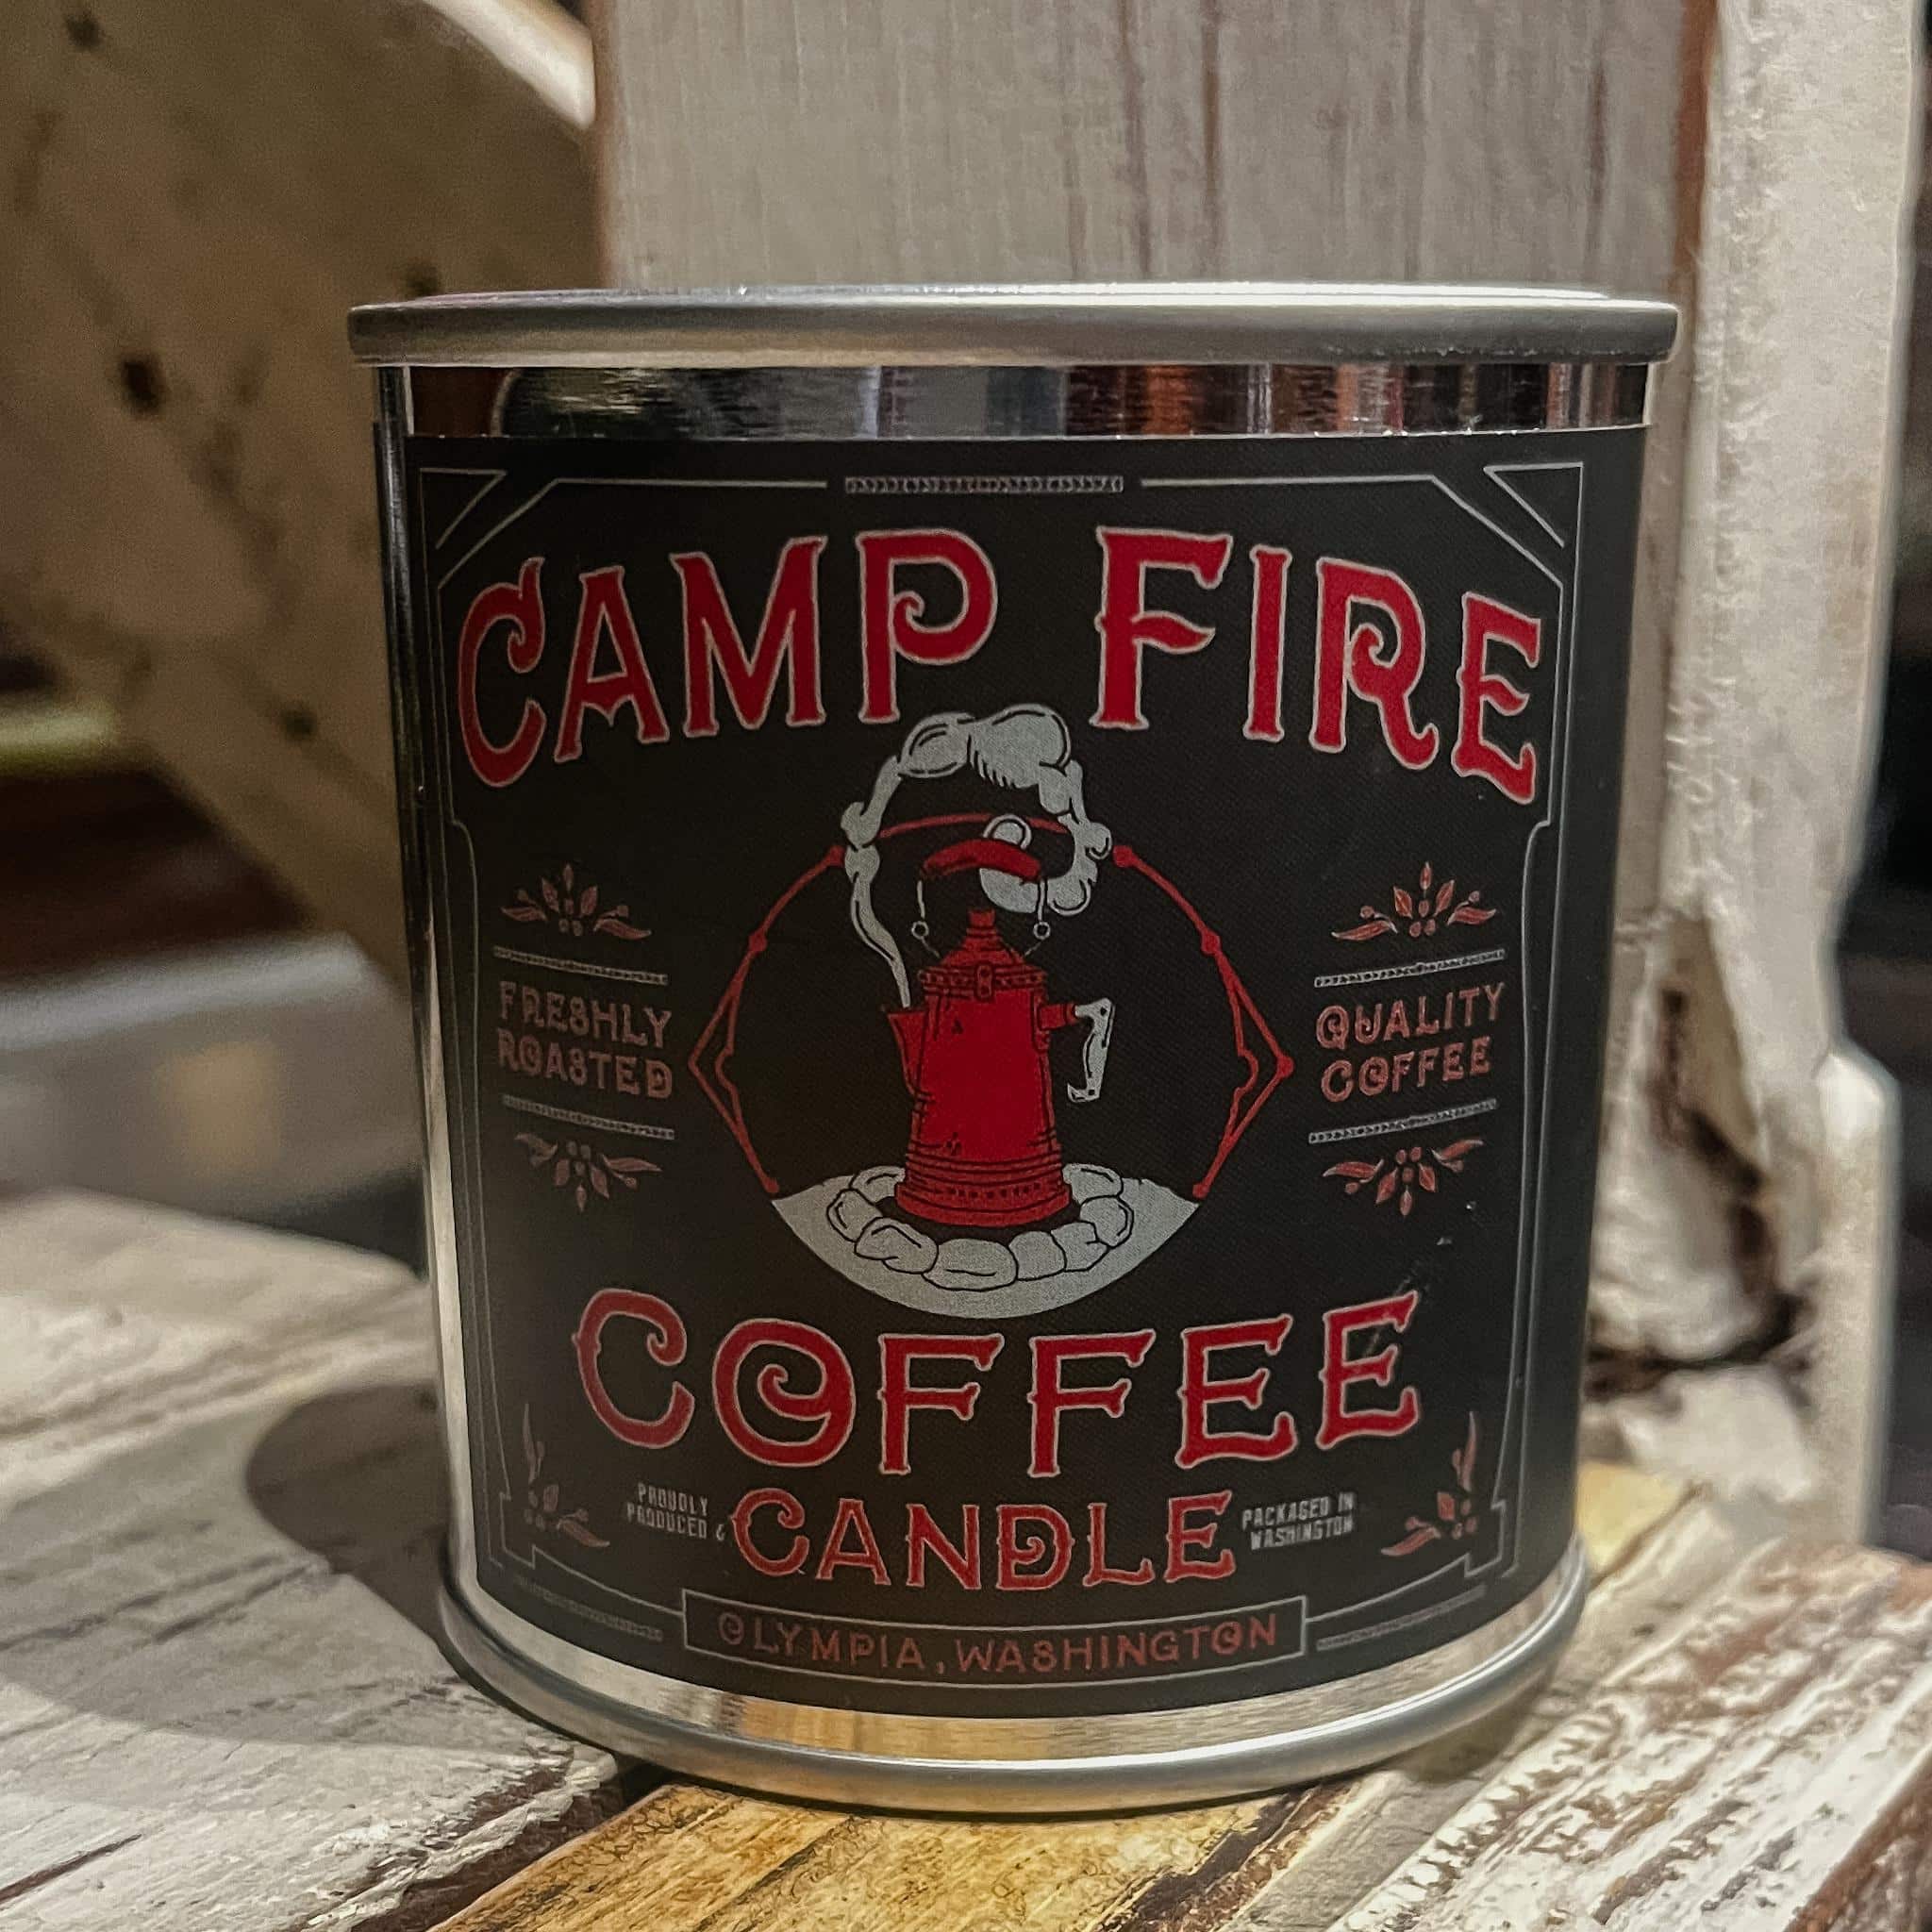 CAMP FIRE
FRESHLY
ROASTED
QUALITY
COFFEE
COFFEE
PROUDLY
PRODUCED &
CANDLE
PACKAGED IN
WASHINGTON
OLYMPIA, WASHINGTON